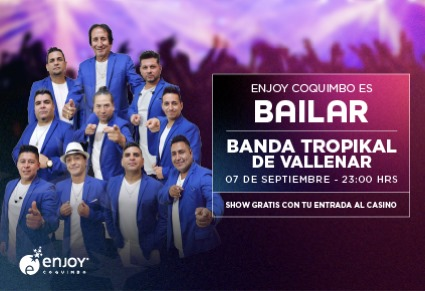 ENJOY COQUIMBO ES
BAILAR
BANDA TROPIKAL
DE VALLENAR
07 DE SEPTIEMBRE - 23:00 HRS
SHOW GRATIS CON TU ENTRADA AL CASINO
enjoy
COQUIMBO